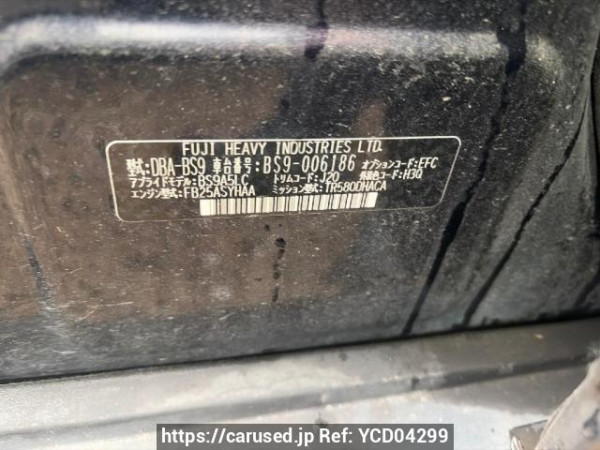 FUJI HEAVY INDUSTRIES LTD.
型式:DBA-BS9 車台番号:BS9-006186 オプションコード:EFC
アプライドモデル:BS9A5LC トリムコード:J20 外装色コード:H3Q
エンジン型式:FB25ASYHAA ミッション型式:TR580DHACA
https://carused.jp Ref: YCD04299